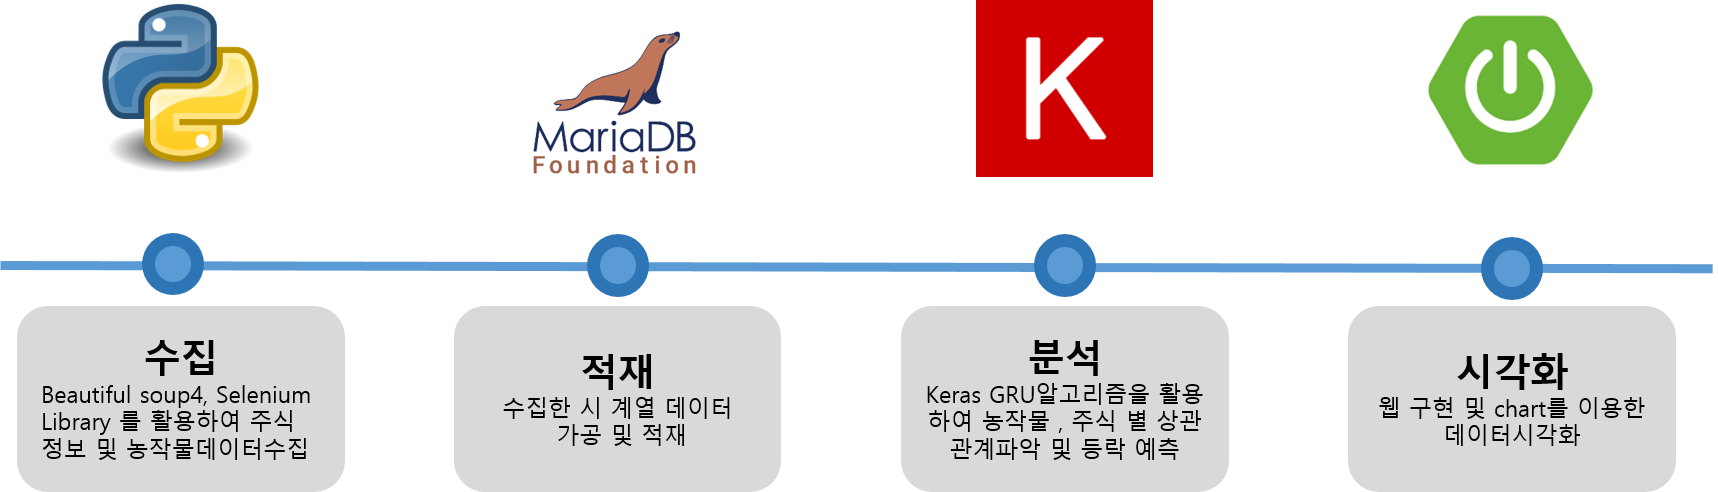 MariaDB
Foundation
K
수집
Beautiful soup4, Selenium
Library 를 활용하여 주식
정보 및 농작물데이터수집
적재
수집한 시 계열 데이터
가공 및 적재
분석
Keras GRU알고리즘을 활용
하여 농작물 , 주식 별 상관
관계파악 및 등락 예측
시각화
웹 구현 및 chart를 이용한
데이터시각화